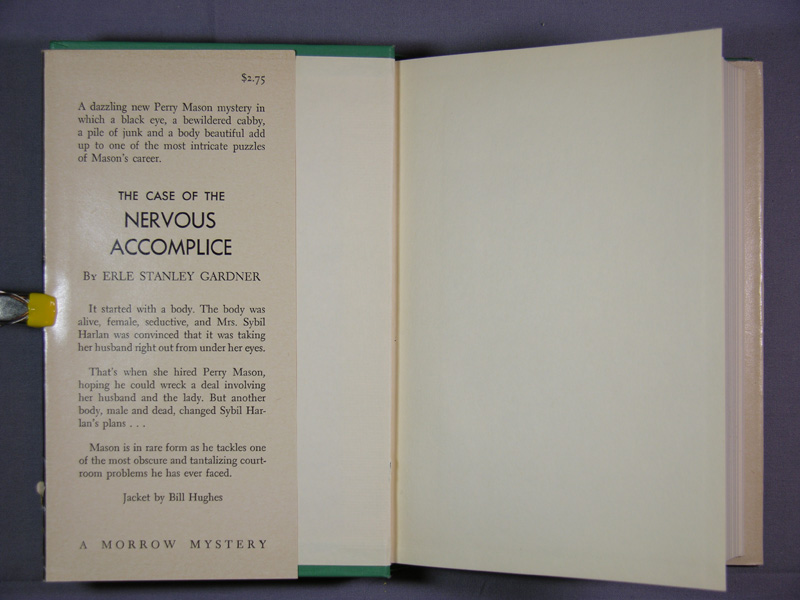 $2.75
A dazzling new Perry Mason mystery in
which a black eye, a bewildered cabby,
a pile of junk and a body beautiful add
up to one of the most intricate puzzles
of Mason's career.
THE CASE OF THE
NERVOUS
ACCOMPLICE
By ERLE STANLEY GARDNER
It started with a body. The body was
alive, female, seductive, and Mrs. Sybil
Harlan was convinced that it was taking
her husband right out from under her eyes.
That's when she hired Perry Mason,
hoping he could wreck a deal involving
her husband and the lady. But another
body, male and dead, changed Sybil Har-
lan's plans . . .
Mason is in rare form as he tackles one
of the most obscure and tantalizing court-
room problems he has ever faced.
Jacket by Bill Hughes
A MORROW MYSTERY